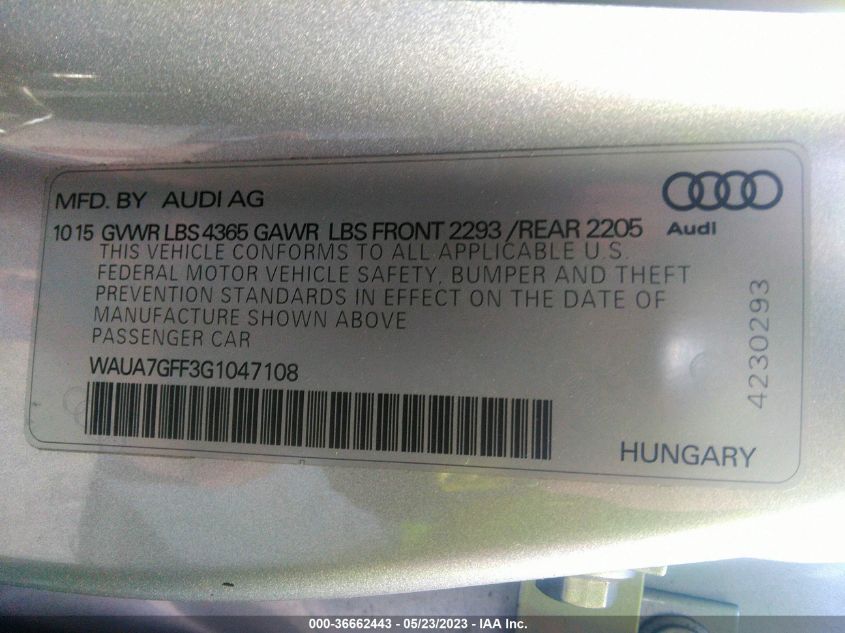 MFD. BY AUDI AG
10 15 GVWR LBS 4365 GAWR LBS FRONT 2293 /REAR 2205
Audi
THIS VEHICLE CONFORMS TO ALL APPLICABLE U.S.
FEDERAL MOTOR VEHICLE SAFETY, BUMPER AND THEFT
PREVENTION STANDARDS IN EFFECT ON THE DATE OF
MANUFACTURE SHOWN ABOVE
PASSENGER CAR
WAUA7GFF3G1047108
4230293
HUNGARY
000-36662443 - 05/23/2023 - IAA Inc.